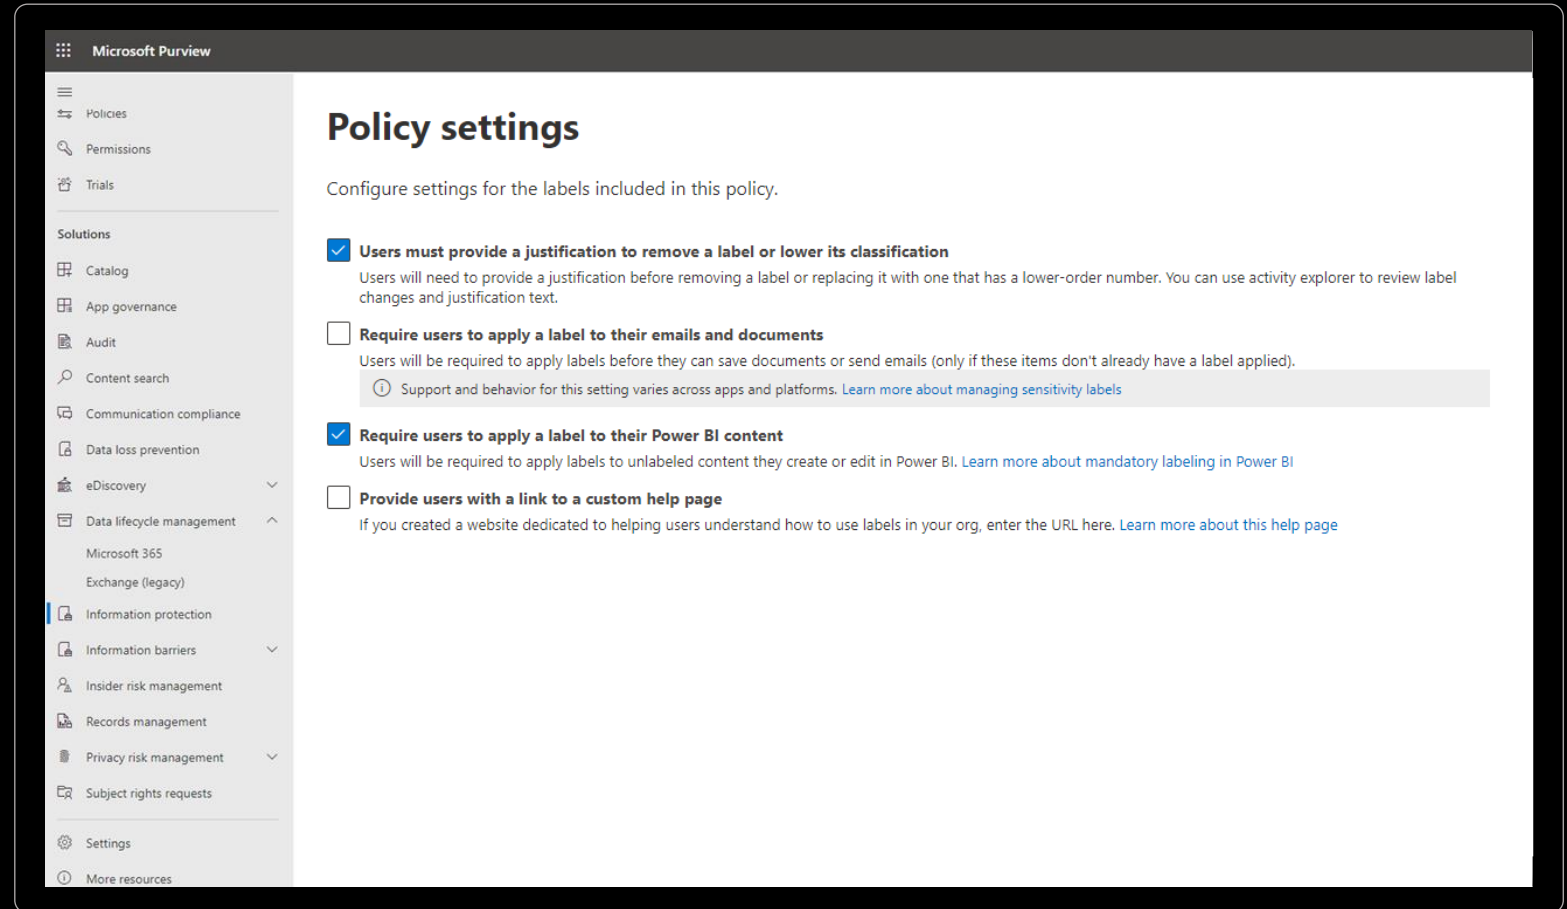 Microsoft Purview
Policies
Permissions
Trials
Solutions
Catalog
App governance
Audit
Content search
Communication compliance
Data loss prevention
eDiscovery
Data lifecycle management
Microsoft 365
Exchange (legacy)
Information protection
Information barriers
Insider risk management
Records management
Privacy risk management
Subject rights requests
Settings
More resources
Policy settings
Configure settings for the labels included in this policy.
Users must provide a justification to remove a label or lower its classification
Users will need to provide a justification before removing a label or replacing it with one that has a lower-order number. You can use activity explorer to review label
changes and justification text.
Require users to apply a label to their emails and documents
Users will be required to apply labels before they can save documents or send emails (only if these items don't already have a label applied).
Support and behavior for this setting varies across apps and platforms. Learn more about managing sensitivity labels
Require users to apply a label to their Power BI content
Users will be required to apply labels to unlabeled content they create or edit in Power BI. Learn more about mandatory labeling in Power BI
Provide users with a link to a custom help page
If you created a website dedicated to helping users understand how to use labels in your org, enter the URL here. Learn more about this help page